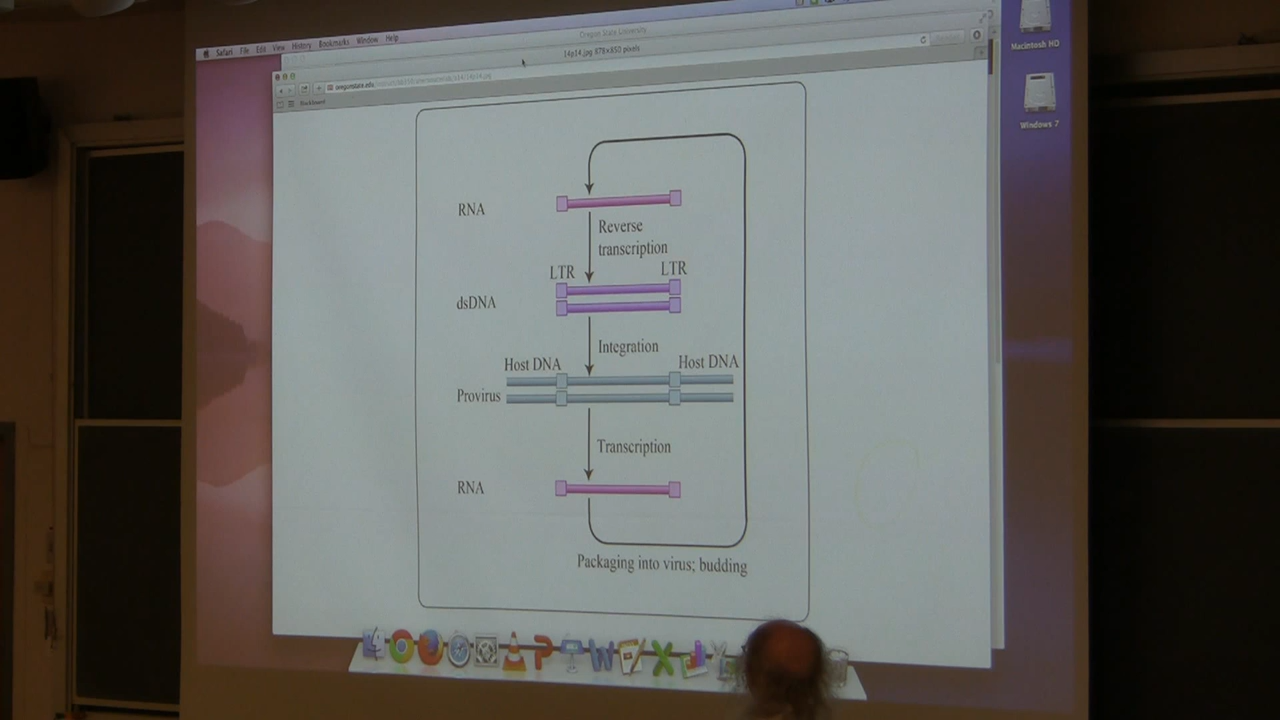 Safari File Edit View History Bookmarks Window Help
Oregon State University
14p14.jpg 878×850 pixels
Blackboard
Macintosh HD
Windows 7
RNA
Reverse
transcription
LTR LTR
dsDNA
Integration
Host DNA Host DNA
Provirus
Transcription
RNA
Packaging into virus; budding